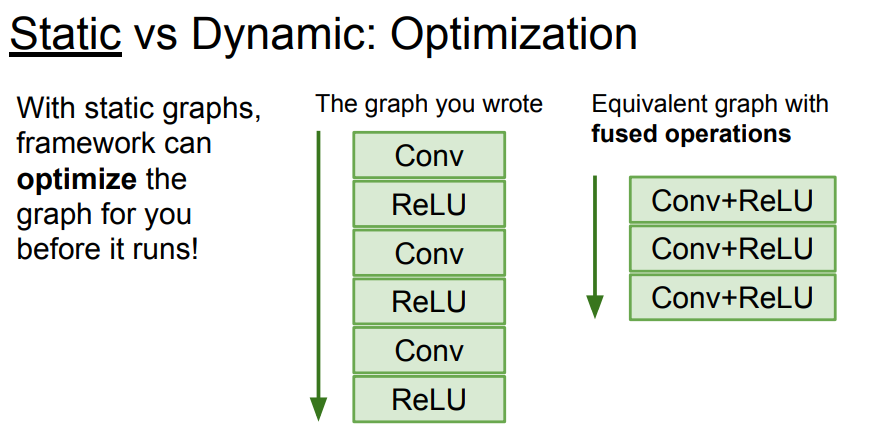 Static vs Dynamic: Optimization
With static graphs,
framework can
optimize the
graph for you
before it runs!
The graph you wrote
Conv
ReLU
Conv
ReLU
Conv
ReLU
Equivalent graph with
fused operations
Conv+ReLU
Conv+ReLU
Conv+ReLU